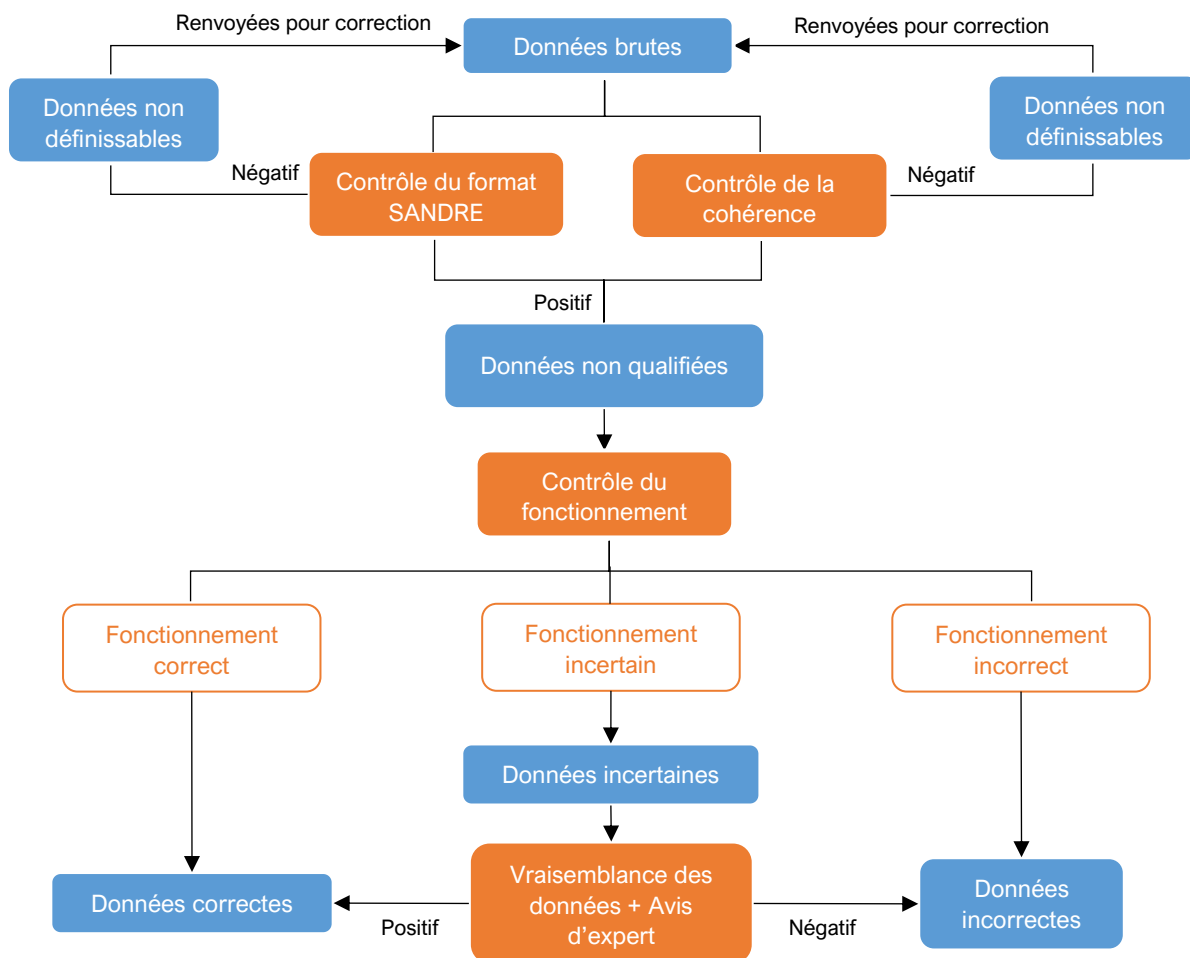 Renvoyées pour correction
Données brutes
Renvoyées pour correction
Données non
définissables
Données non
définissables
Négatif
Contrôle du format
SANDRE
Contrôle de la
cohérence
Négatif
Positif
Données non qualifiées
Contrôle du
fonctionnement
Fonctionnement
correct
Fonctionnement
incertain
Fonctionnement
incorrect
Données incertaines
Données correctes
Positif
Vraisemblance des
données + Avis
d'expert
Négatif
Données
incorrectes